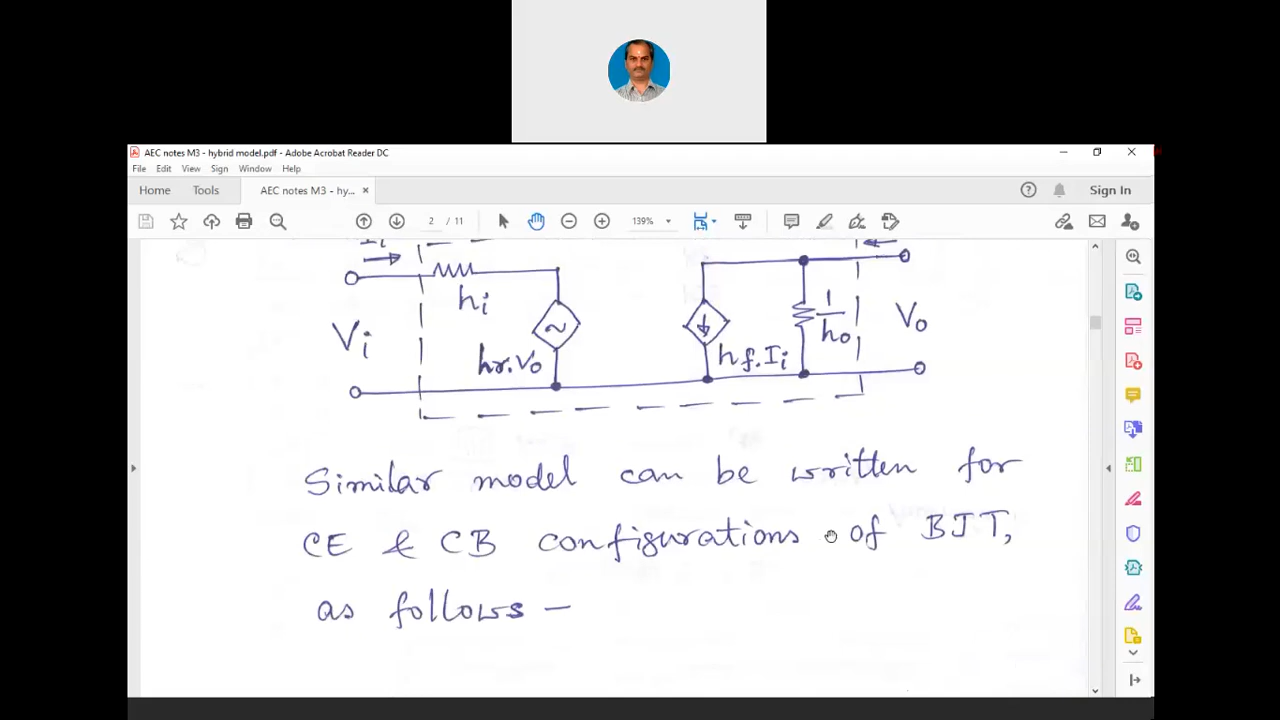 AEC notes M3 - hybrid model.pdf - Adobe Acrobat Reader DC
File Edit View Sign Window Help
Home Tools AEC notes M3 - hy... × Sign In
2 / 11 139%
hi
Vi
hr.Vo
hf.Ii
1/ho
Vo
Similar model can be written for
CE & CB configurations of BJT,
as follows –